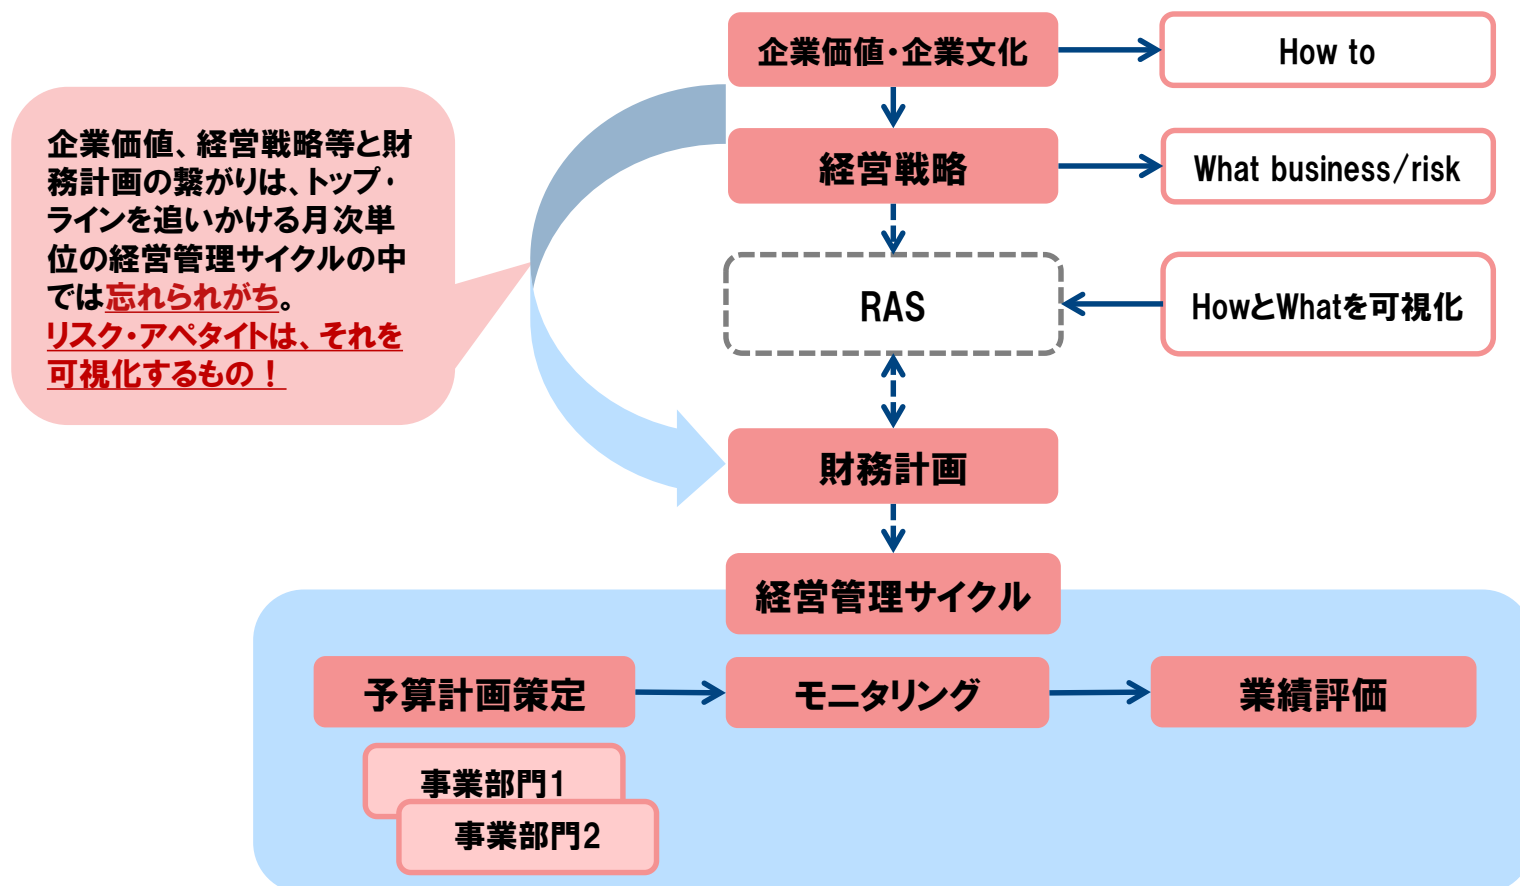 企業価値・企業文化
How to
企業価値、経営戦略等と財
務計画の繋がりは、トップ・
ラインを追いかける月次単
位の経営管理サイクルの中
では忘れられがち。
リスク・アペタイトは、それを
可視化するもの！
経営戦略
What business/risk
RAS
HowとWhatを可視化
財務計画
経営管理サイクル
予算計画策定
モニタリング
業績評価
事業部門1
事業部門2